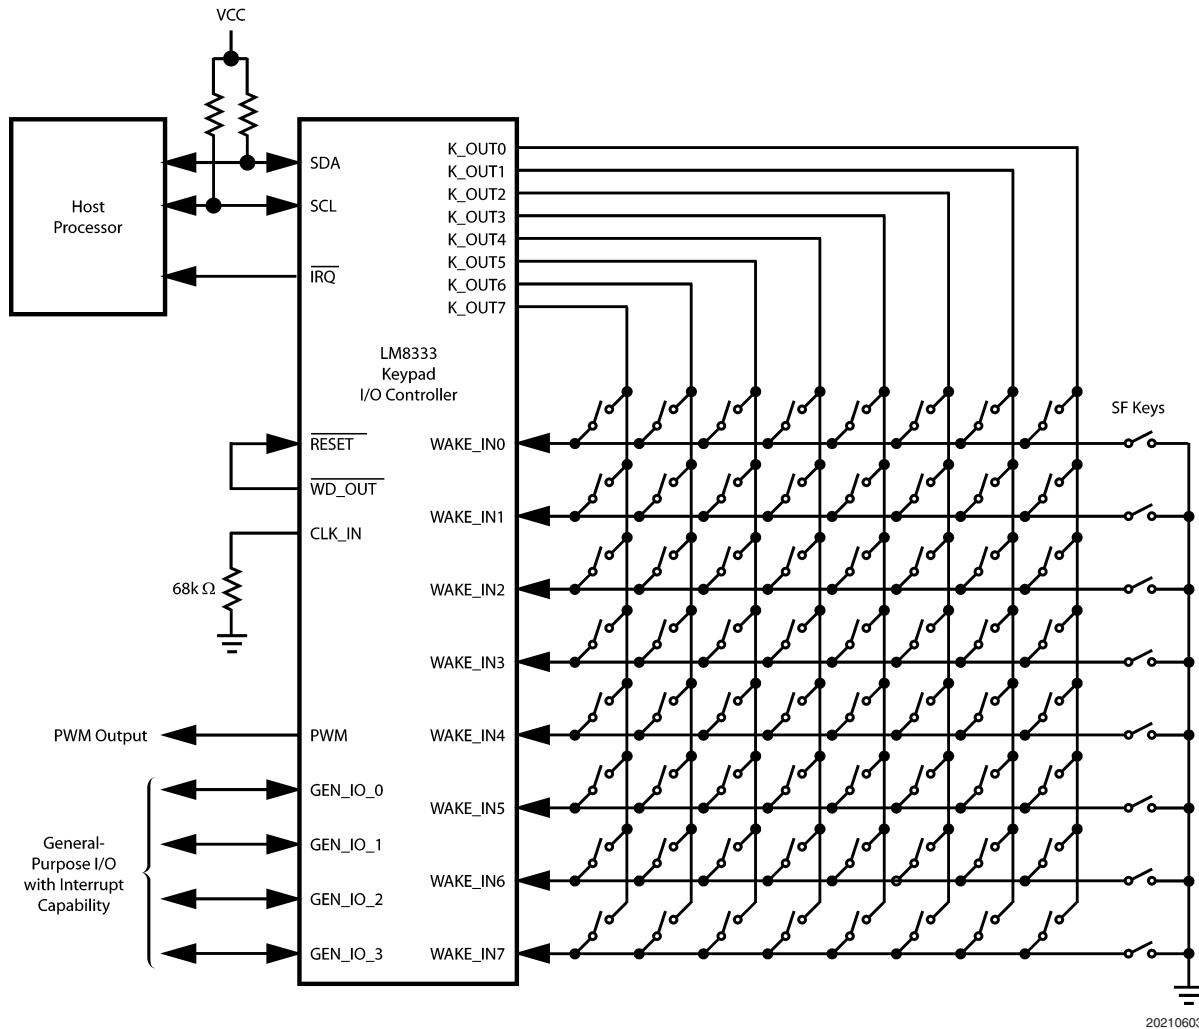 VCC
Host
Processor
SDA
SCL
IRQ
K_OUT0
K_OUT1
K_OUT2
K_OUT3
K_OUT4
K_OUT5
K_OUT6
K_OUT7
LM8333
Keypad
I/O Controller
SF Keys
RESET
WD_OUT
CLK_IN
68k Ω
PWM Output
PWM
General-
Purpose I/O
with Interrupt
Capability
GEN_IO_0
GEN_IO_1
GEN_IO_2
GEN_IO_3
WAKE_IN0
WAKE_IN1
WAKE_IN2
WAKE_IN3
WAKE_IN4
WAKE_IN5
WAKE_IN6
WAKE_IN7